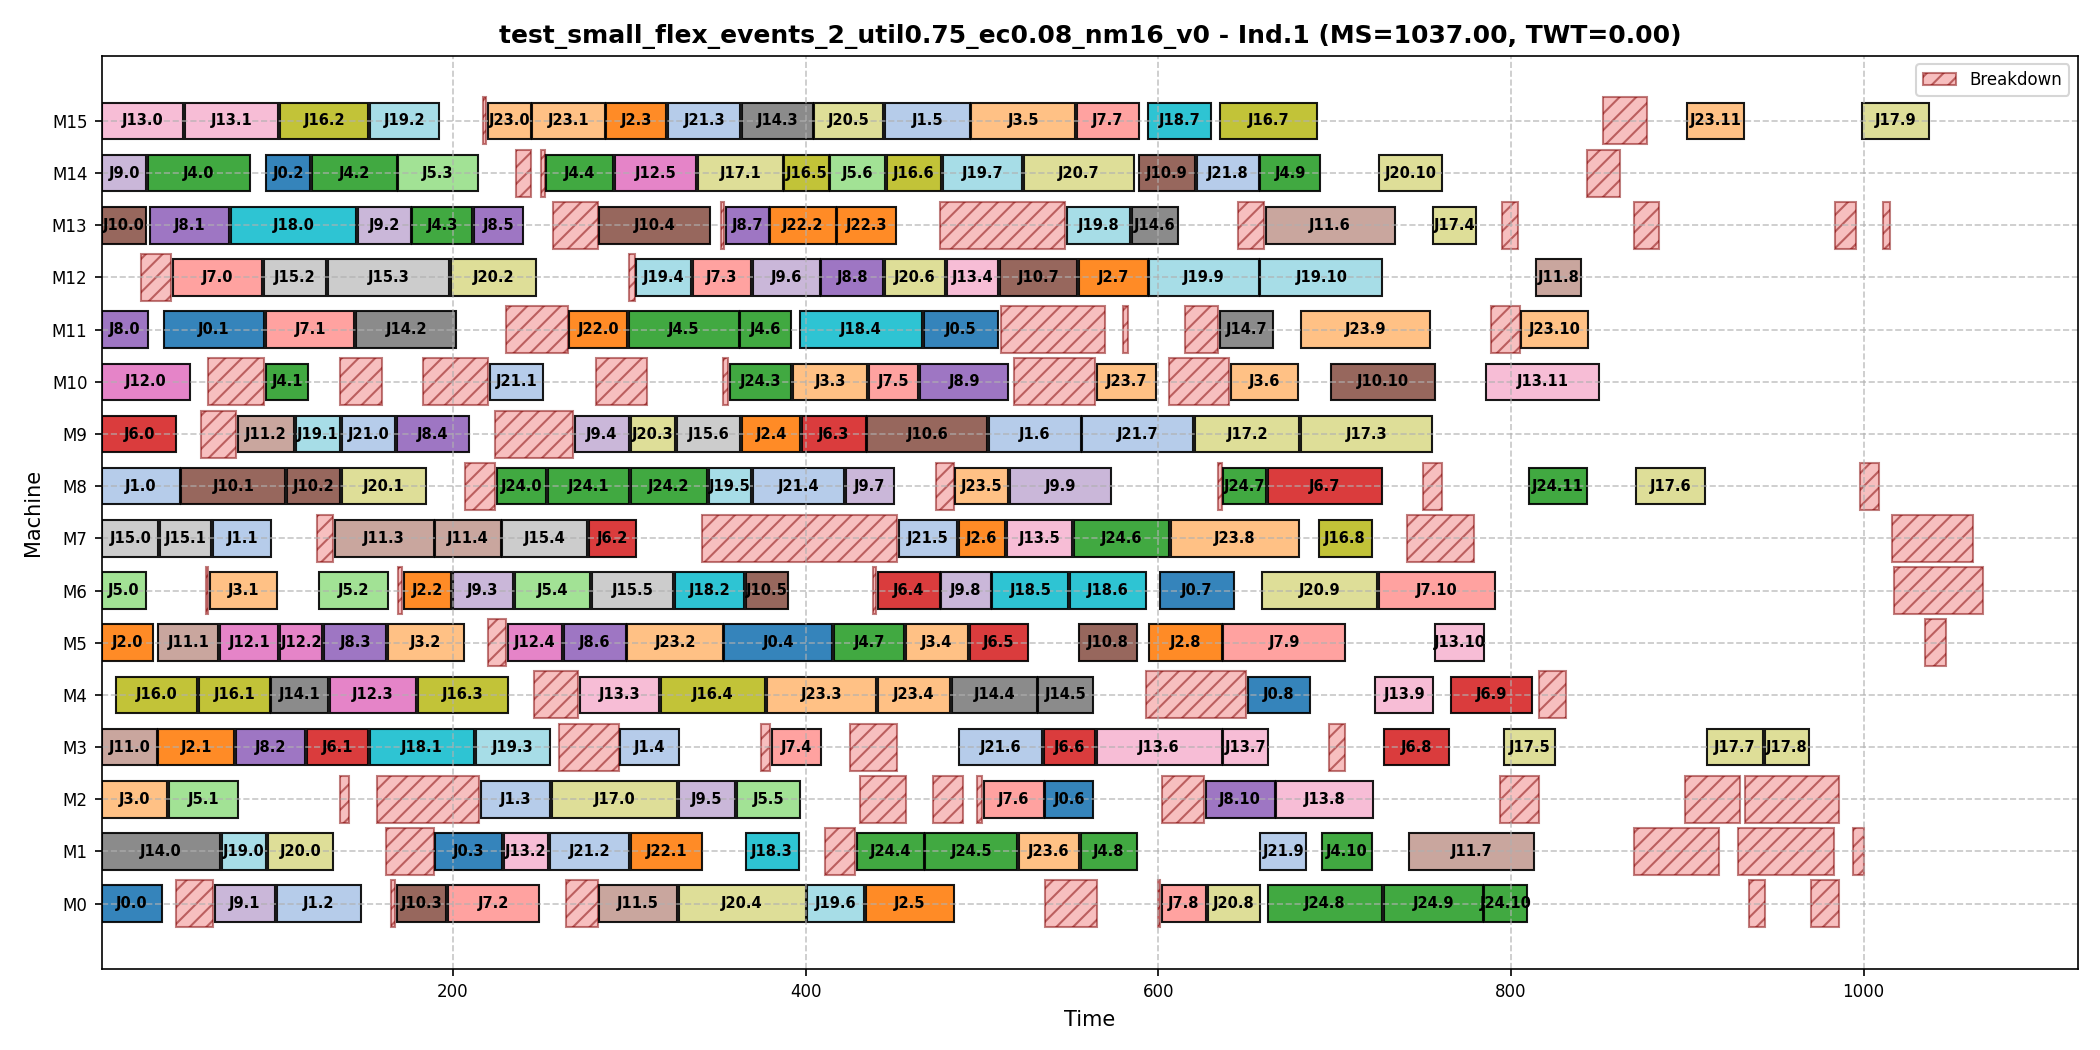 test_small_flex_events_2_util0.75_ec0.08_nm16_v0 - Ind.1 (MS=1037.00, TWT=0.00)
Breakdown
M15 J13.0 J13.1 J16.2 J19.2 J23.0 J23.1 J2.3 J21.3 J14.3 J20.5 J1.5 J3.5 J7.7 J18.7 J16.7 J23.11 J17.9
M14 J9.0 J4.0 J0.2 J4.2 J5.3 J4.4 J12.5 J17.1 J16.5 J5.6 J16.6 J19.7 J20.7 J10.9 J21.8 J4.9 J20.10
M13 J10.0 J8.1 J18.0 J9.2 J4.3 J8.5 J10.4 J8.7 J22.2 J22.3 J19.8 J14.6 J11.6 J17.4
M12 J7.0 J15.2 J15.3 J20.2 J19.4 J7.3 J9.6 J8.8 J20.6 J13.4 J10.7 J2.7 J19.9 J19.10 J11.8
M11 J8.0 J0.1 J7.1 J14.2 J22.0 J4.5 J4.6 J18.4 J0.5 J14.7 J23.9 J23.10
M10 J12.0 J4.1 J21.1 J24.3 J3.3 J7.5 J8.9 J23.7 J3.6 J10.10 J13.11
M9 J6.0 J11.2 J19.1 J21.0 J8.4 J9.4 J20.3 J15.6 J2.4 J6.3 J10.6 J1.6 J21.7 J17.2 J17.3
M8 J1.0 J10.1 J10.2 J20.1 J24.0 J24.1 J24.2 J19.5 J21.4 J9.7 J23.5 J9.9 J24.7 J6.7 J24.11 J17.6
M7 J15.0 J15.1 J1.1 J11.3 J11.4 J15.4 J6.2 J21.5 J2.6 J13.5 J24.6 J23.8 J16.8
M6 J5.0 J3.1 J5.2 J2.2 J9.3 J5.4 J15.5 J18.2 J10.5 J6.4 J9.8 J18.5 J18.6 J0.7 J20.9 J7.10
M5 J2.0 J11.1 J12.1 J12.2 J8.3 J3.2 J12.4 J8.6 J23.2 J0.4 J4.7 J3.4 J6.5 J10.8 J2.8 J7.9 J13.10
M4 J16.0 J16.1 J14.1 J12.3 J16.3 J13.3 J16.4 J23.3 J23.4 J14.4 J14.5 J0.8 J13.9 J6.9
M3 J11.0 J2.1 J8.2 J6.1 J18.1 J19.3 J1.4 J7.4 J21.6 J6.6 J13.6 J13.7 J6.8 J17.5 J17.7 J17.8
M2 J3.0 J5.1 J1.3 J17.0 J9.5 J5.5 J7.6 J0.6 J8.10 J13.8
M1 J14.0 J19.0 J20.0 J0.3 J13.2 J21.2 J22.1 J18.3 J24.4 J24.5 J23.6 J4.8 J21.9 J4.10 J11.7
M0 J0.0 J9.1 J1.2 J10.3 J7.2 J11.5 J20.4 J19.6 J2.5 J7.8 J20.8 J24.8 J24.9 J24.10
200 400 600 800 1000
Time
Machine